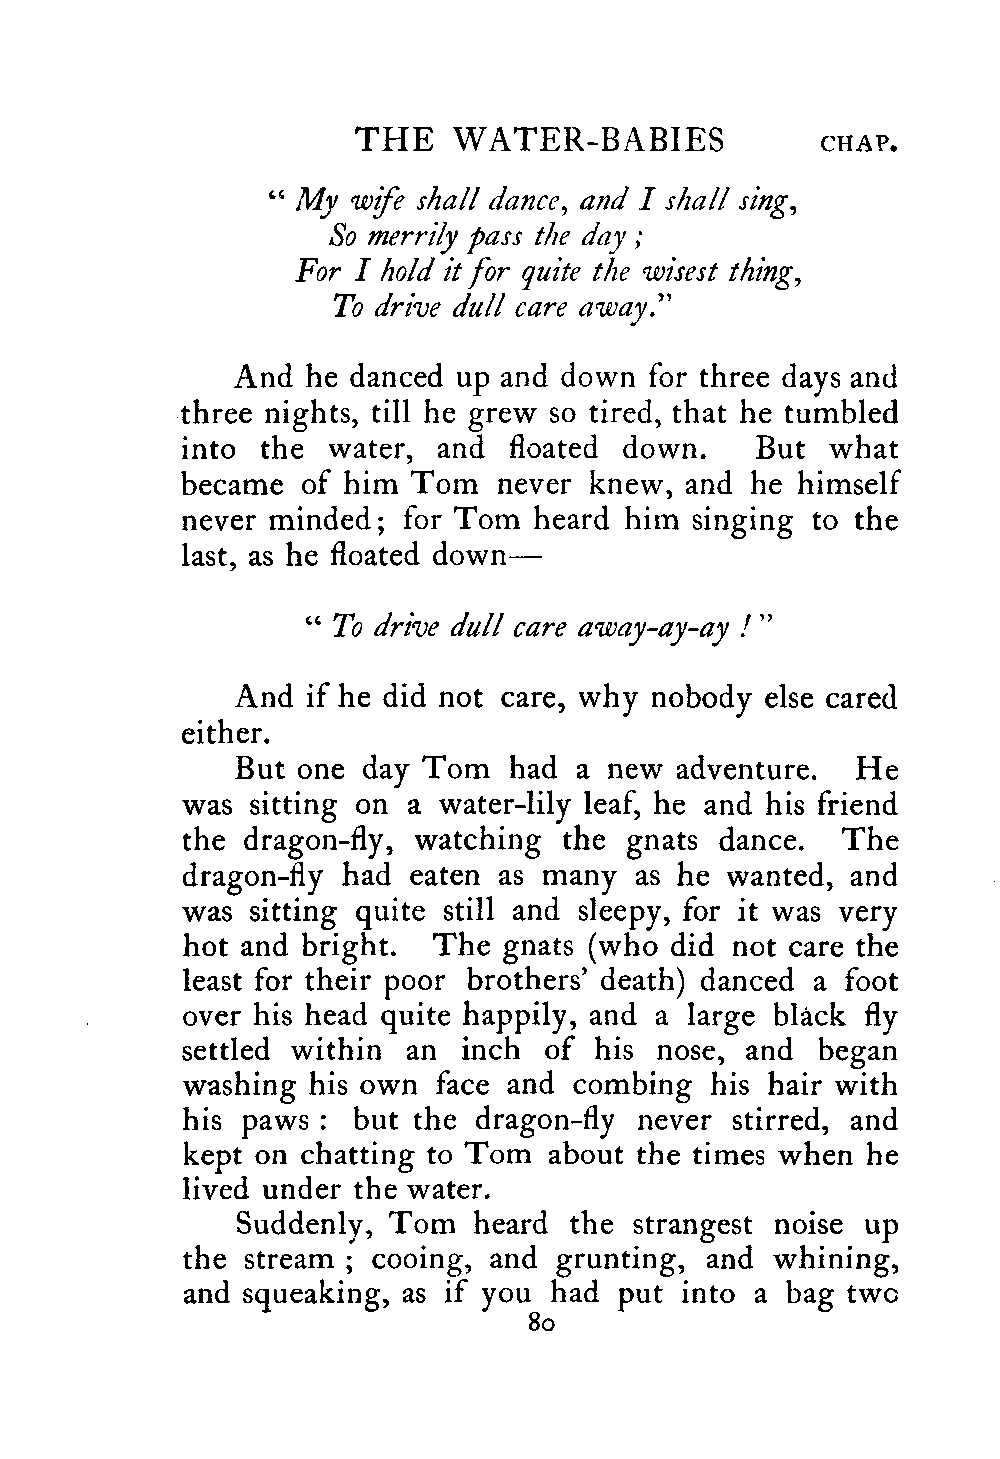 THE WATER-BABIES CHAP.
“ My wife shall dance, and I shall sing,
So merrily pass the day ;
For I hold it for quite the wisest thing,
To drive dull care away.”
And he danced up and down for three days and
three nights, till he grew so tired, that he tumbled
into the water, and floated down. But what
became of him Tom never knew, and he himself
never minded; for Tom heard him singing to the
last, as he floated down—
“ To drive dull care away-ay-ay ! ”
And if he did not care, why nobody else cared
either.
But one day Tom had a new adventure. He
was sitting on a water-lily leaf, he and his friend
the dragon-fly, watching the gnats dance. The
dragon-fly had eaten as many as he wanted, and
was sitting quite still and sleepy, for it was very
hot and bright. The gnats (who did not care the
least for their poor brothers’ death) danced a foot
over his head quite happily, and a large black fly
settled within an inch of his nose, and began
washing his own face and combing his hair with
his paws : but the dragon-fly never stirred, and
kept on chatting to Tom about the times when he
lived under the water.
Suddenly, Tom heard the strangest noise up
the stream ; cooing, and grunting, and whining,
and squeaking, as if you had put into a bag two
80